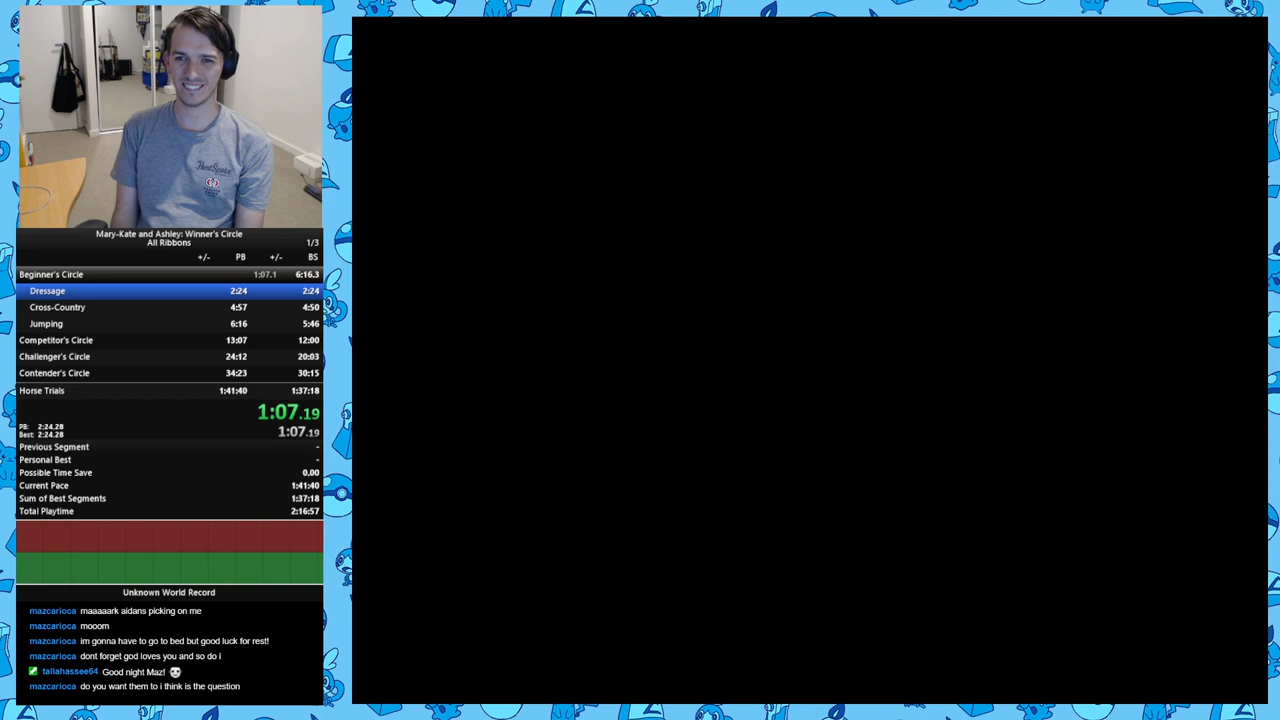 Mary-Kate and Ashley: Winner's Circle
All Ribbons 1/3
+/- PB +/- BS
Beginner's Circle 1:07.1 6:16.3
Dressage 2:24 2:24
Cross-Country 4:57 4:50
Jumping 6:16 5:46
Competitor's Circle 13:07 12:00
Challenger's Circle 24:12 20:03
Contender's Circle 34:23 30:15
Horse Trials 1:41:40 1:37:18
1:07.19
PB: 2:24.28
Best: 2:24.28 1:07.19
Previous Segment -
Personal Best -
Possible Time Save 0.00
Current Pace 1:41:40
Sum of Best Segments 1:37:18
Total Playtime 2:16:57
Unknown World Record
mazcarioca maaaaark aidans picking on me
mazcarioca mooom
mazcarioca im gonna have to go to bed but good luck for rest!
mazcarioca dont forget god loves you and so do i
tallahassee64 Good night Maz!
mazcarioca do you want them to i think is the question